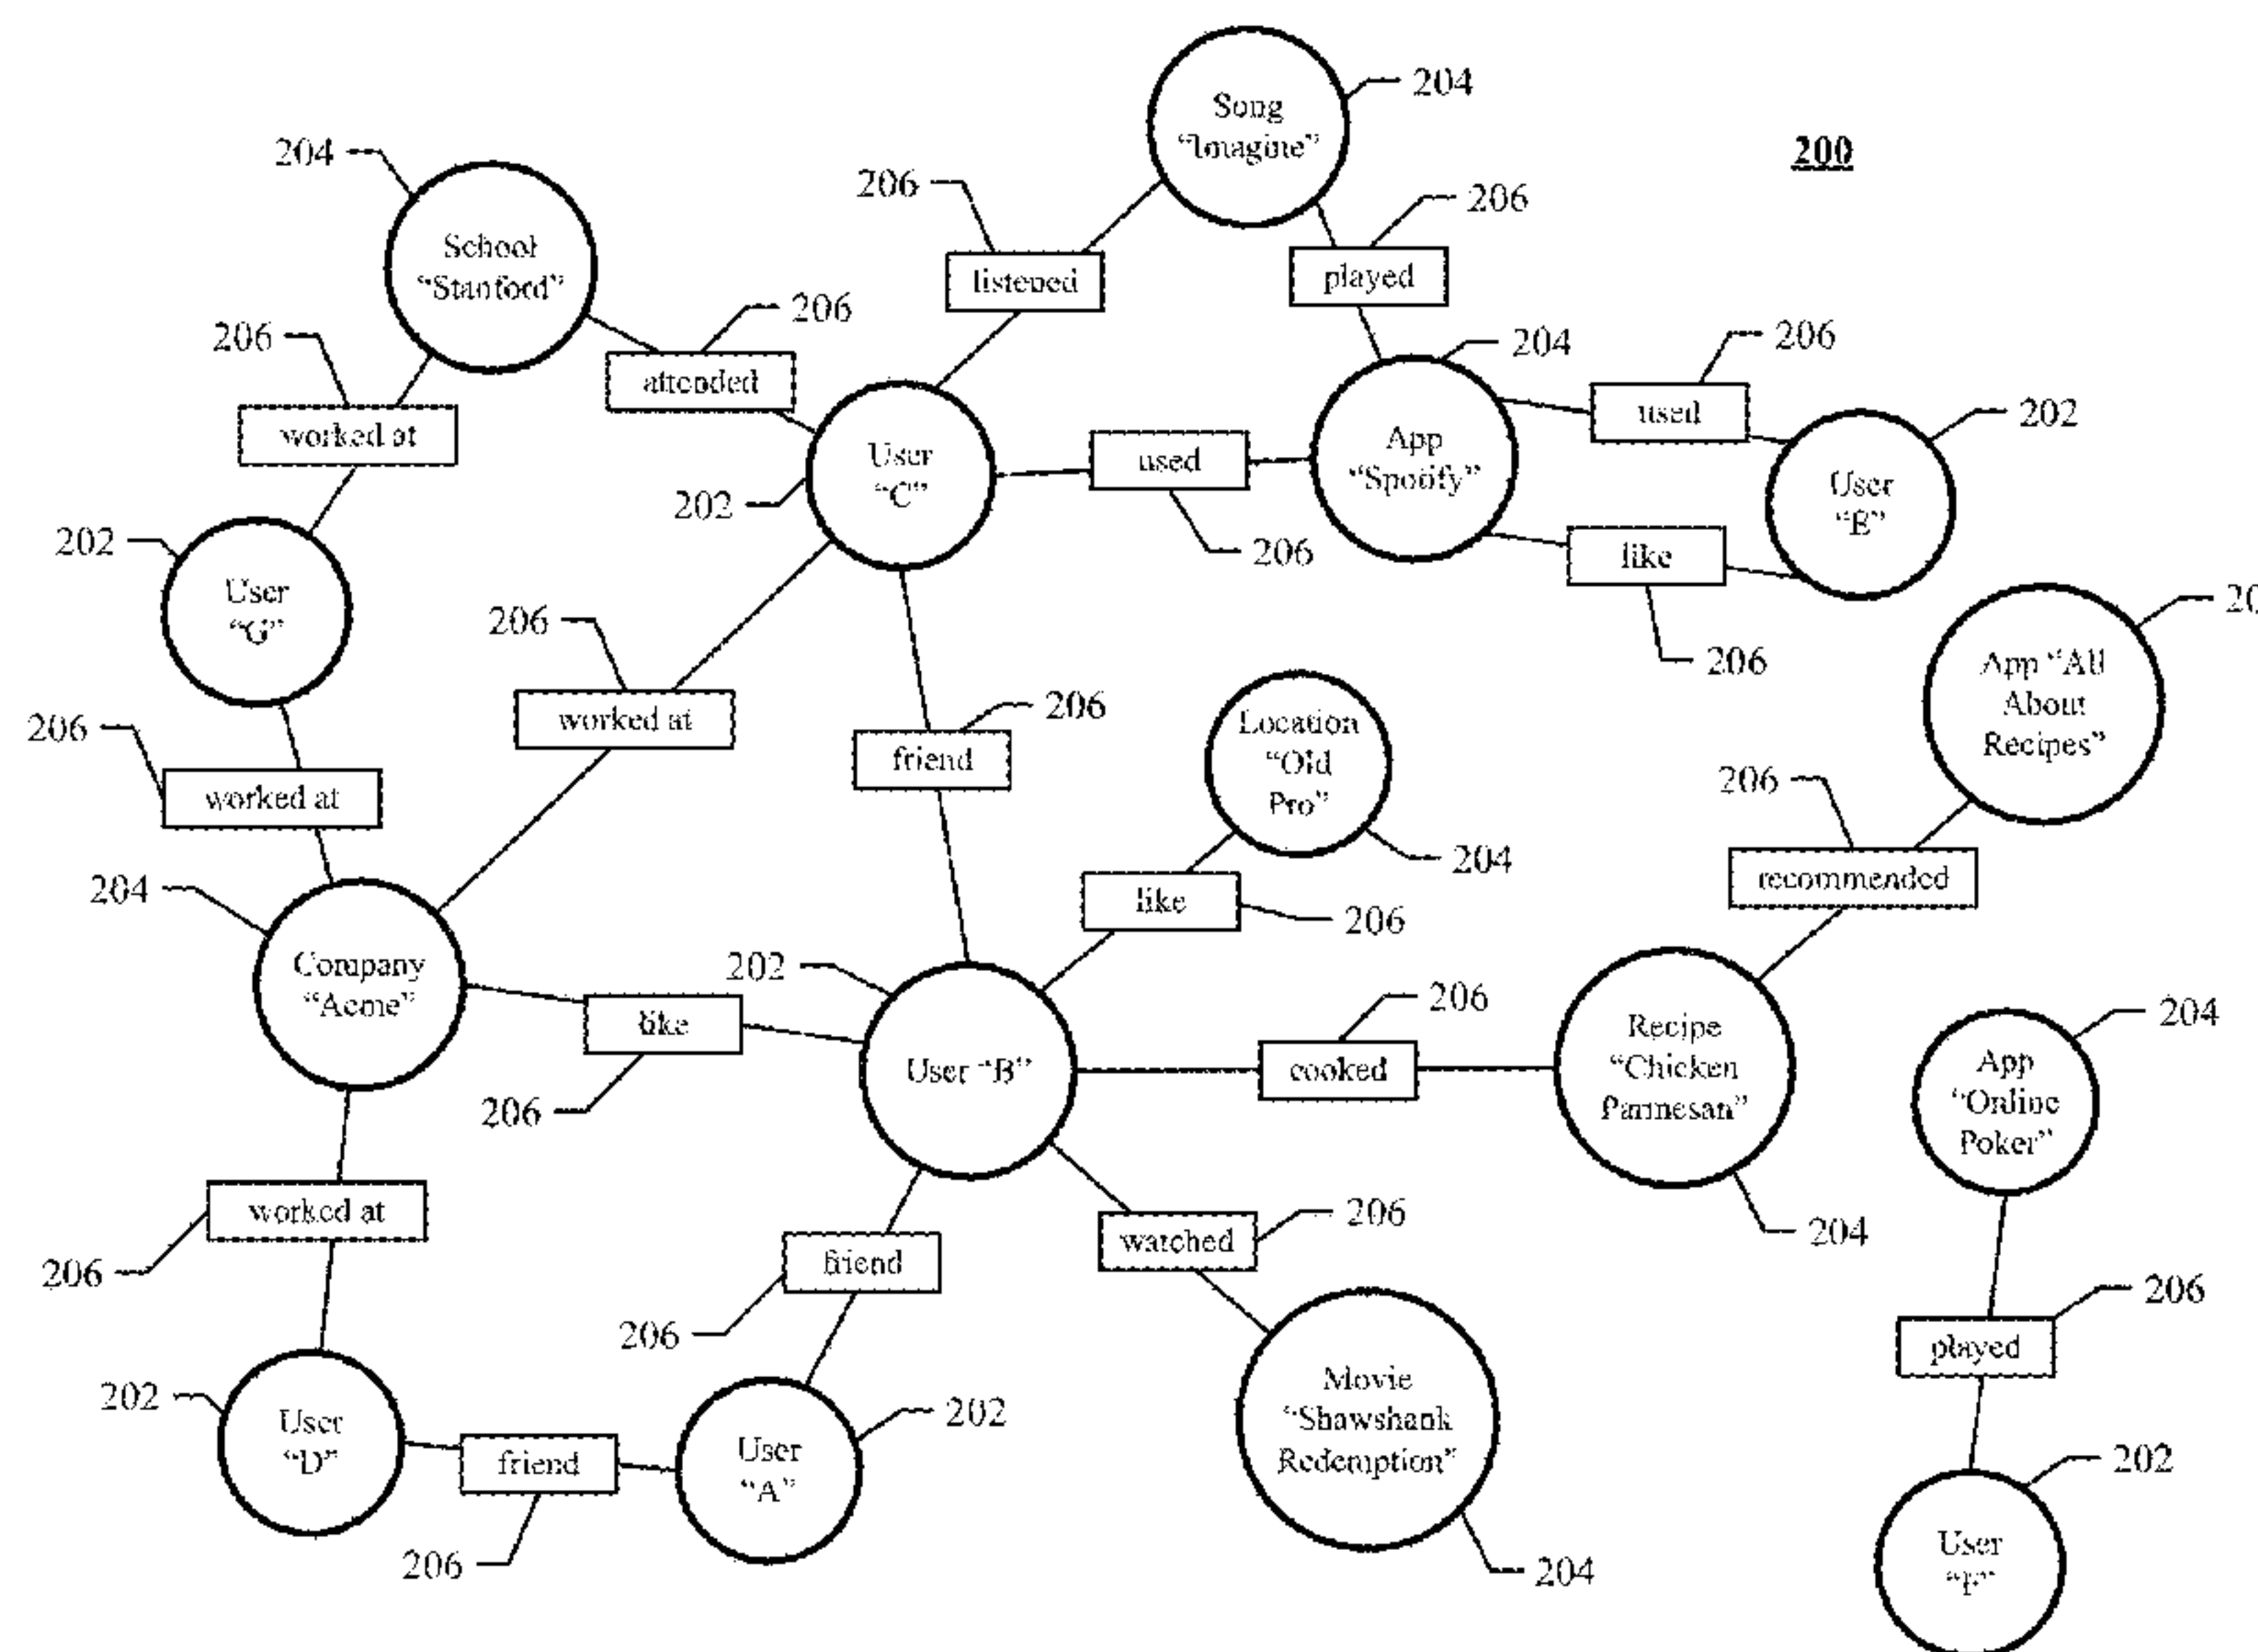 204
Song
“Imagine”
200
204
206
206
School
“Stanford”
listened
played
206
206
204
206
attended
used
202
worked at
User
“C”
used
App
“Spotify”
User
“E”
202
202
206
like
User
“G”
206
206
20
App “All
About
Recipes”
206
worked at
206
Location
“Old
Pro”
friend
206
worked at
204
recommended
204
like
206
Company
“Acme”
202
like
206
User “B”
206
cooked
Recipe
“Chicken
Parmesan”
204
App
“Online
Poker”
worked at
206
206
watched
204
206
friend
206
206
played
202
User
“D”
Movie
“Shawshank
Redemption”
friend
User
“A”
202
202
206
204
User